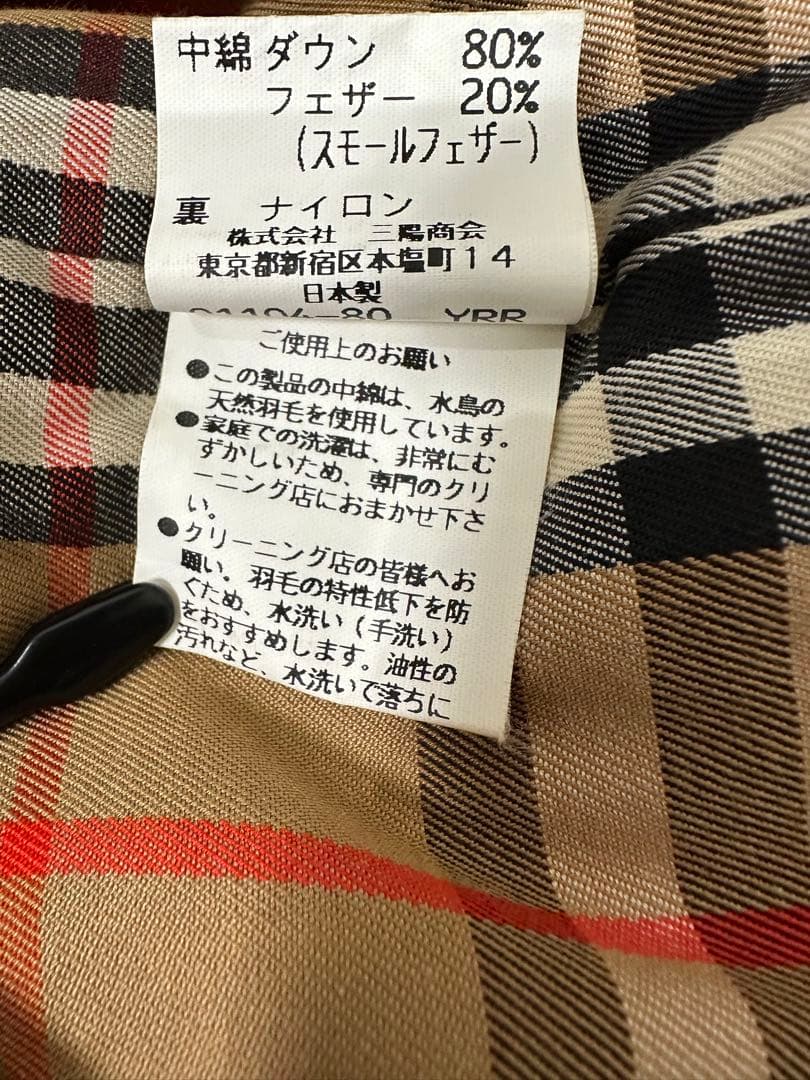 中綿 ダウン 80%
フェザー 20%
(スモールフェザー)
裏 ナイロン
株式会社 三陽商会
東京都新宿区本塩町14
日本製
01104-80 YRR
ご使用上のお願い
●この製品の中綿は、水鳥の
天然羽毛を使用しています。
●家庭での洗濯は、非常にむ
ずかしいため、専門のクリ
ーニング店におまかせ下さ
い。
●クリーニング店の皆様へお
願い。羽毛の特性低下を防
ぐため、水洗い(手洗い)
をおすすめします。油性の
汚れなど、水洗いで落ちに